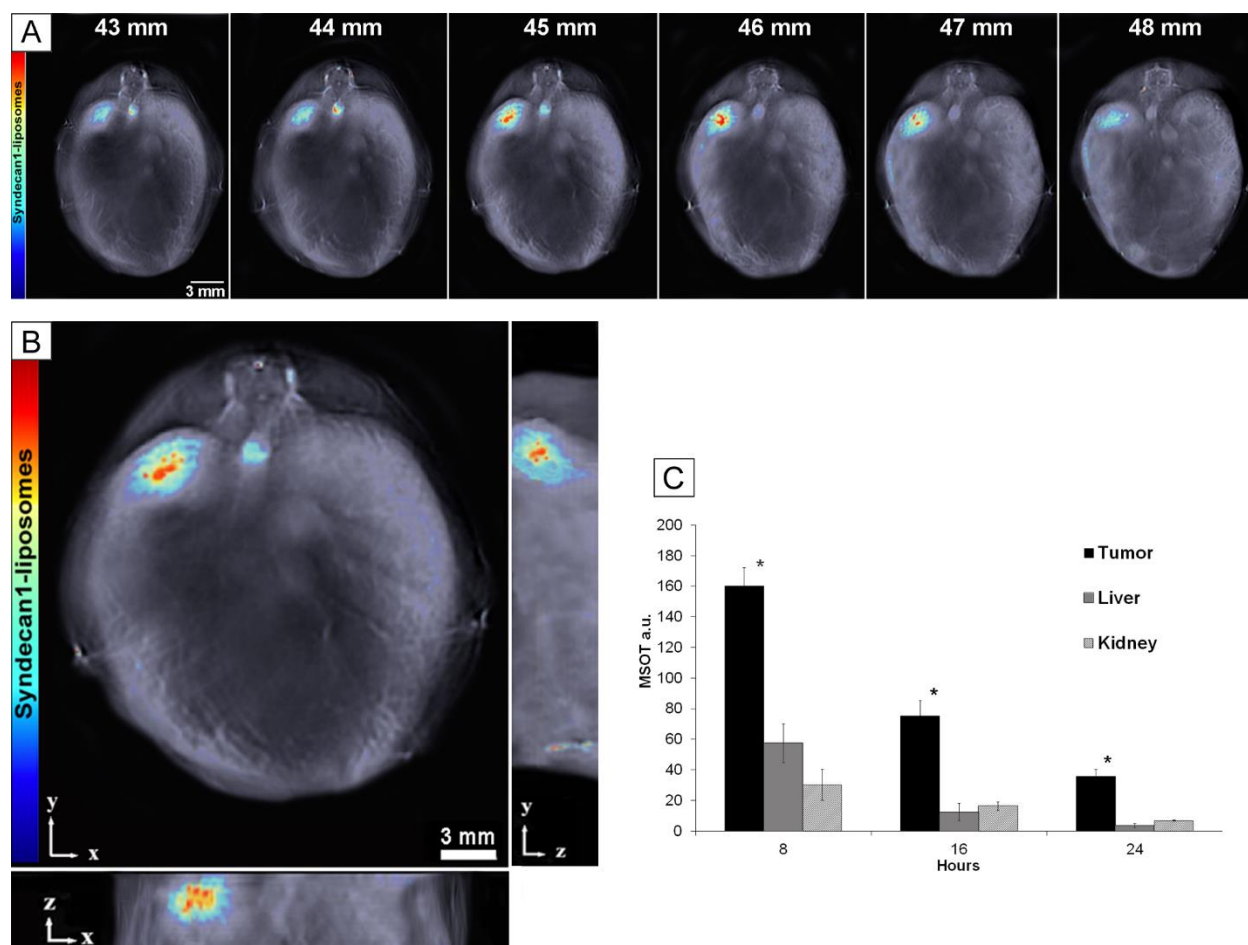 A
43 mm
44 mm
45 mm
46 mm
47 mm
48 mm
Syndecan1-liposomes
3 mm
B
Syndecan1-liposomes
y
x
3 mm
y
z
z
x
C
200
180
160
140
120
100
80
60
40
20
0
MSOT a.u.
*
*
*
8
16
24
Hours
Tumor
Liver
Kidney